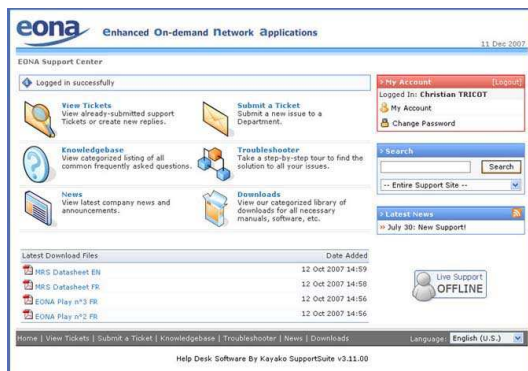 eona enhanced on-demand network applications
11 Dec 2007
EONA Support Center
Logged in successfully
View Tickets
View already-submitted support
Tickets or create new replies.
Submit a Ticket
Submit a new issue to a
Department.
Knowledgebase
View categorized listing of all
common frequently asked questions.
Troubleshooter
Take a step-by-step tour to find the
solution to all your issues.
News
View latest company news and
announcements.
Downloads
View our categorized library of
downloads for all necessary
manuals, software, etc.
Latest Download Files Date Added
MRS Datasheet EN 12 Oct 2007 14:59
MRS Datasheet FR 12 Oct 2007 14:58
EONA Play n°3 FR 12 Oct 2007 14:56
EONA Play n°2 FR 12 Oct 2007 14:56
» My Account [Logout]
Logged In: Christian TRICOT
My Account
Change Password
» Search
Search
-- Entire Support Site --
» Latest News
» July 30: New Support!
Live Support
OFFLINE
Home | View Tickets | Submit a Ticket | Knowledgebase | Troubleshooter | News | Downloads Language: English (U.S.)
Help Desk Software By Kayako SupportSuite v3.11.00